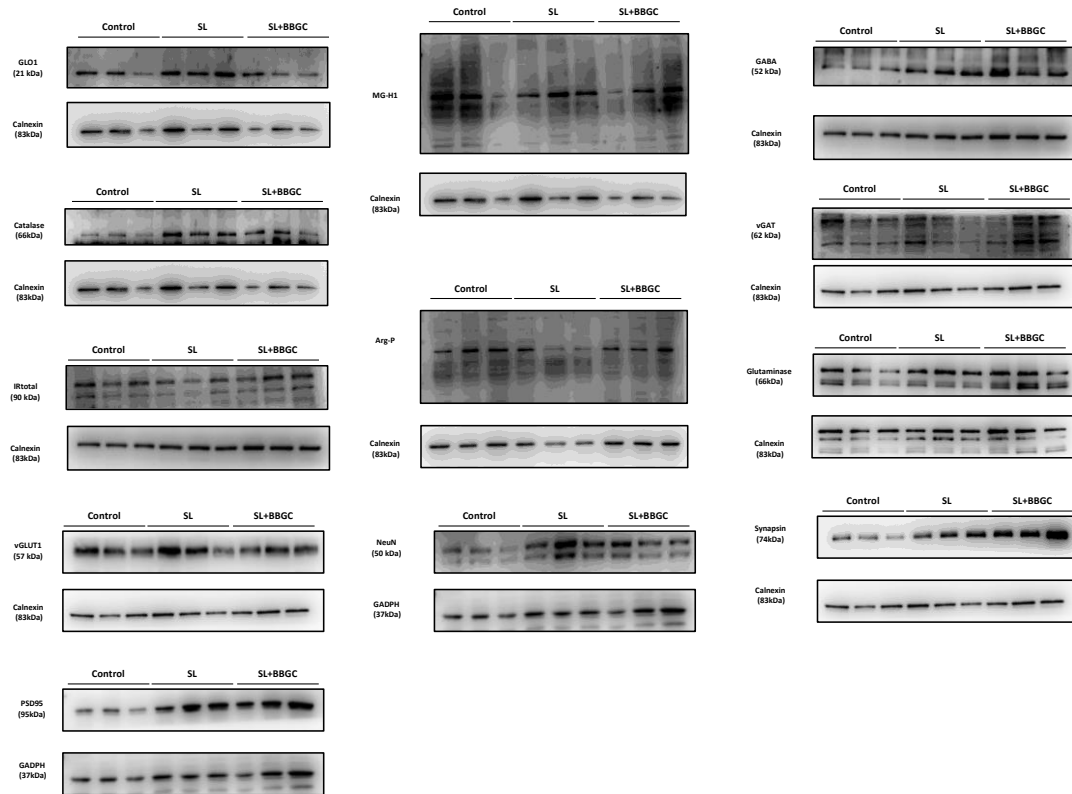 Control SL SL+BBGC
GLO1
(21 kDa)
Calnexin
(83kDa)
Control SL SL+BBGC
Catalase
(66kDa)
Calnexin
(83kDa)
Control SL SL+BBGC
IRtotal
(90 kDa)
Calnexin
(83kDa)
Control SL SL+BBGC
vGLUT1
(57 kDa)
Calnexin
(83kDa)
Control SL SL+BBGC
PSD95
(95kDa)
GADPH
(37kDa)
Control SL SL+BBGC
MG-H1
Calnexin
(83kDa)
Control SL SL+BBGC
Arg-P
Calnexin
(83kDa)
Control SL SL+BBGC
NeuN
(50 kDa)
GADPH
(37kDa)
Control SL SL+BBGC
GABA
(52 kDa)
Calnexin
(83kDa)
Control SL SL+BBGC
vGAT
(62 kDa)
Calnexin
(83kDa)
Control SL SL+BBGC
Glutaminase
(66kDa)
Calnexin
(83kDa)
Control SL SL+BBGC
Synapsin
(74kDa)
Calnexin
(83kDa)